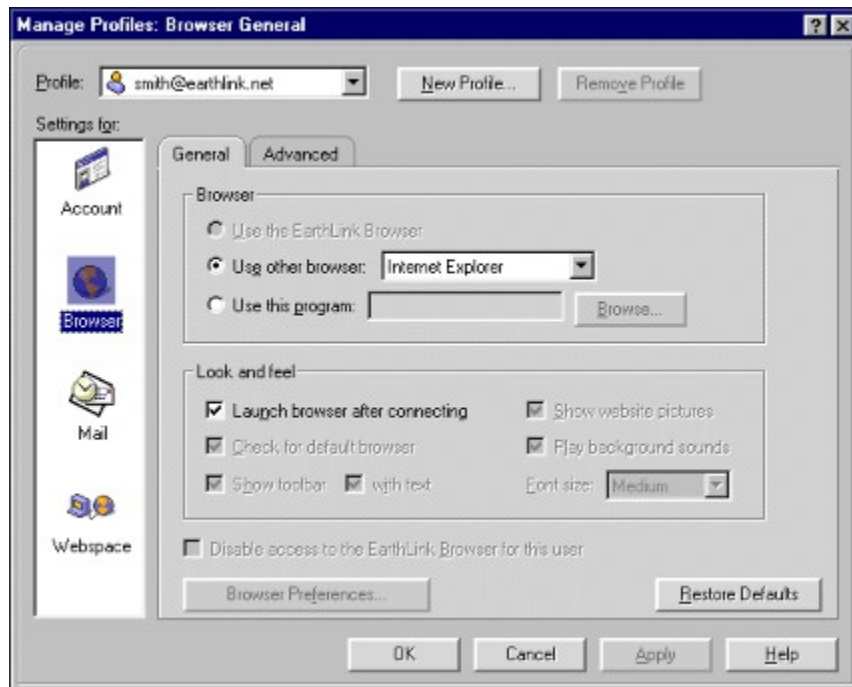 Manage Profiles: Browser General
Profile: smith@earthlink.net New Profile... Remove Profile
Settings for:
Account
Browser
Mail
Webspace
General Advanced
Browser
Use the EarthLink Browser
Use other browser: Internet Explorer
Use this program: Browse...
Look and feel
Launch browser after connecting Show website pictures
Check for default browser Play background sounds
Show toolbar with text Font size: Medium
Disable access to the EarthLink Browser for this user
Browser Preferences... Restore Defaults
OK Cancel Apply Help